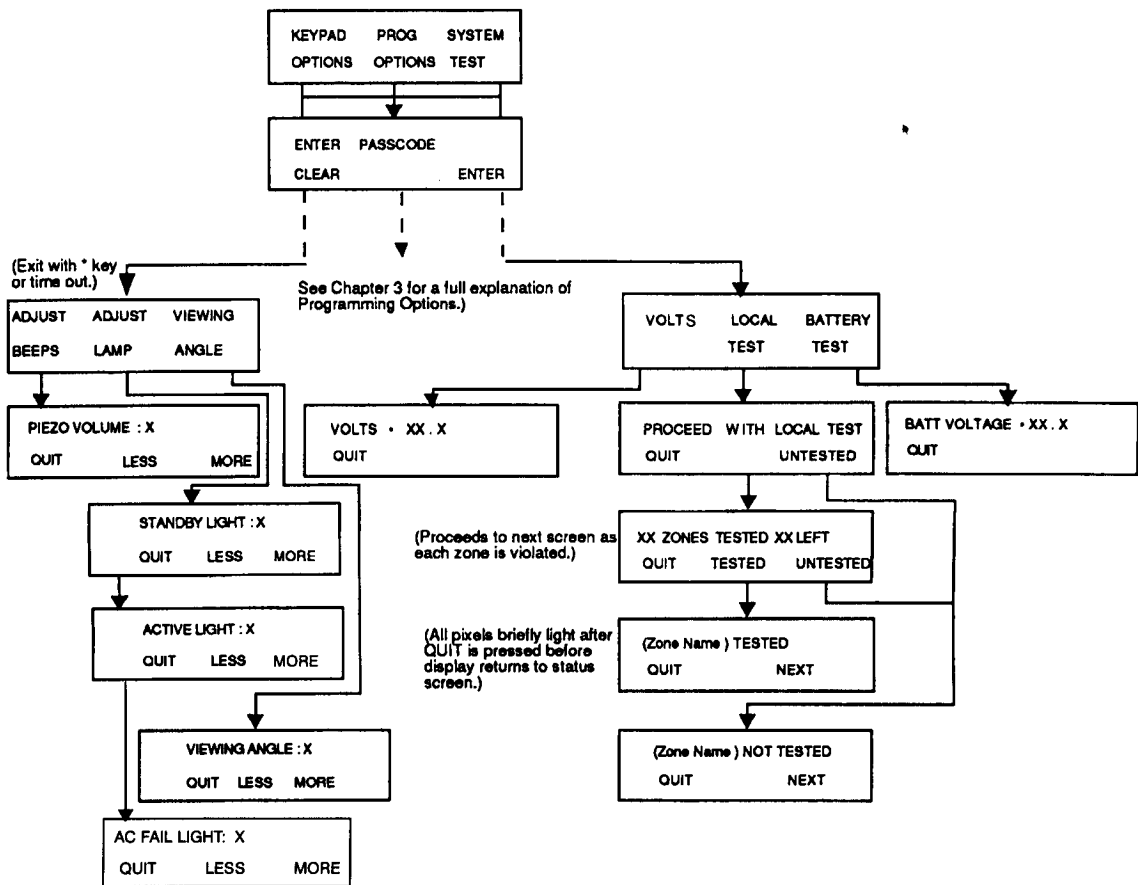 KEYPAD PROG SYSTEM
OPTIONS OPTIONS TEST
ENTER PASSCODE
CLEAR ENTER
(Exit with * key
or time out.)
See Chapter 3 for a full explanation of
Programming Options.)
ADJUST ADJUST VIEWING
BEEPS LAMP ANGLE
VOLTS LOCAL BATTERY
TEST TEST
PIEZO VOLUME : X
QUIT LESS MORE
VOLTS • XX . X
QUIT
PROCEED WITH LOCAL TEST
QUIT UNTESTED
BATT VOLTAGE • XX . X
QUIT
STANDBY LIGHT : X
QUIT LESS MORE
(Proceeds to next screen as
each zone is violated.)
XX ZONES TESTED XX LEFT
QUIT TESTED UNTESTED
ACTIVE LIGHT : X
QUIT LESS MORE
(All pixels briefly light after
QUIT is pressed before
display returns to status
screen.)
(Zone Name ) TESTED
QUIT NEXT
VIEWING ANGLE : X
QUIT LESS MORE
(Zone Name ) NOT TESTED
QUIT NEXT
AC FAIL LIGHT: X
QUIT LESS MORE